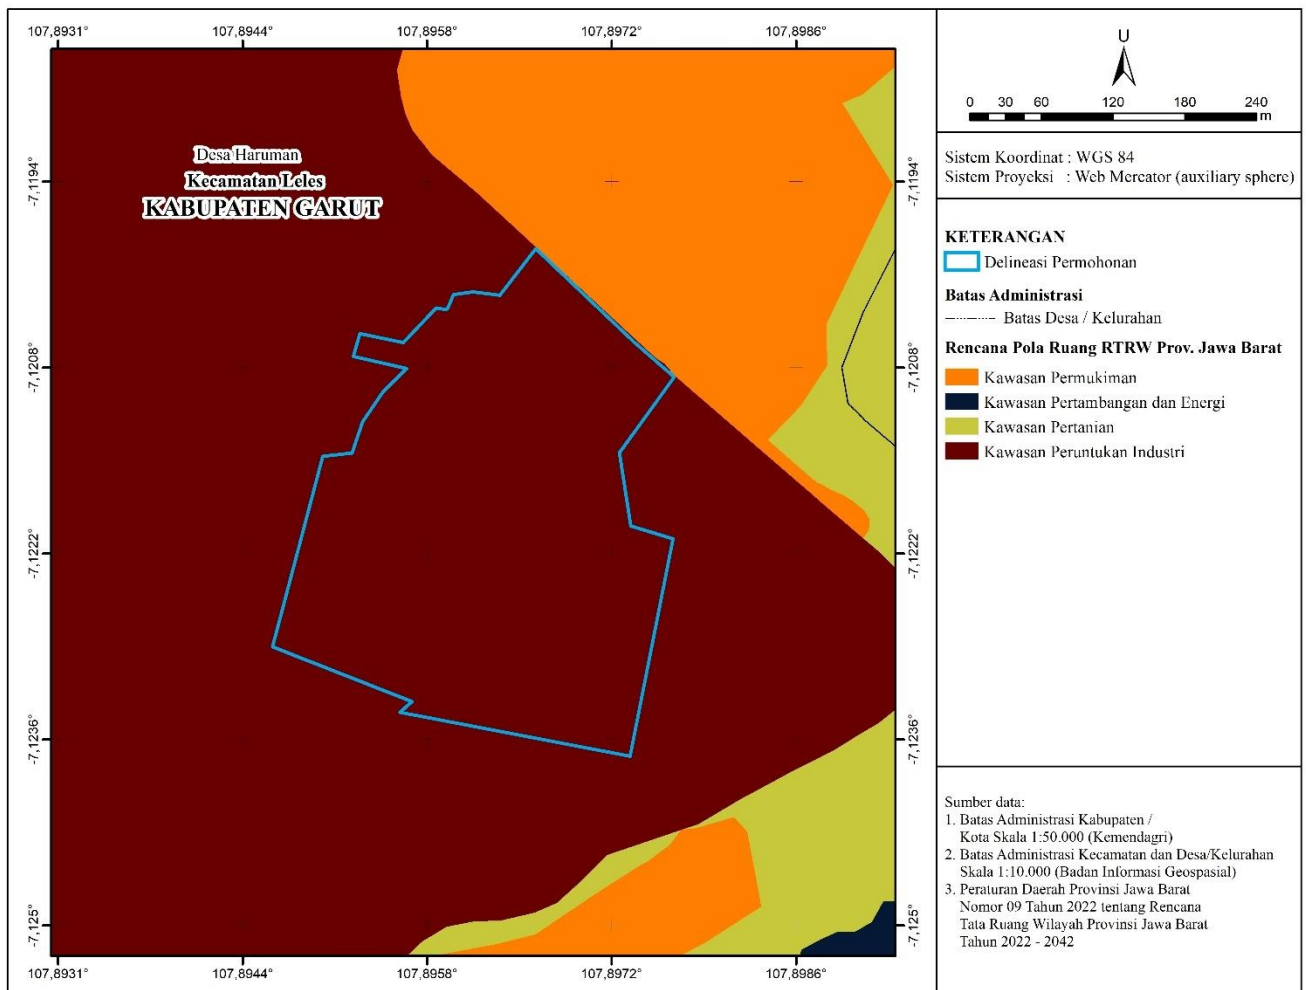 107,8931° 107,8944° 107,8958° 107,8972° 107,8986°
-7,1194° -7,1194°
-7,1208° -7,1208°
-7,1222° -7,1222°
-7,1236° -7,1236°
-7,125° -7,125°
107,8931° 107,8944° 107,8958° 107,8972° 107,8986°
Desa Haruman
Kecamatan Leles
KABUPATEN GARUT
U
0 30 60 120 180 240
m
Sistem Koordinat : WGS 84
Sistem Proyeksi : Web Mercator (auxiliary sphere)
KETERANGAN
Delineasi Permohonan
Batas Administrasi
Batas Desa / Kelurahan
Rencana Pola Ruang RTRW Prov. Jawa Barat
Kawasan Permukiman
Kawasan Pertambangan dan Energi
Kawasan Pertanian
Kawasan Peruntukan Industri
Sumber data:
1. Batas Administrasi Kabupaten /
Kota Skala 1:50.000 (Kemendagri)
2. Batas Administrasi Kecamatan dan Desa/Kelurahan
Skala 1:10.000 (Badan Informasi Geospasial)
3. Peraturan Daerah Provinsi Jawa Barat
Nomor 09 Tahun 2022 tentang Rencana
Tata Ruang Wilayah Provinsi Jawa Barat
Tahun 2022 - 2042